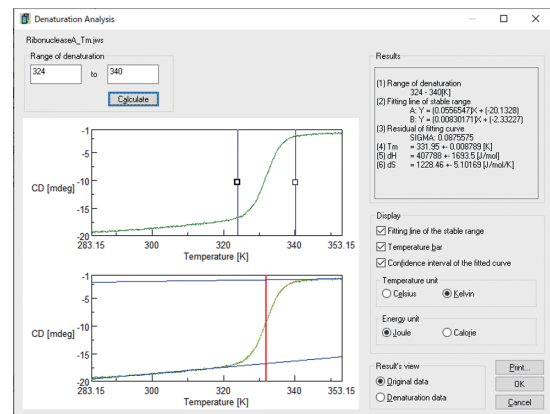 Denaturation Analysis
RibonucleaseA_Tm.jws
Range of denaturation
324 to 340
Calculate
-1
-5
CD [mdeg] -10
-15
-20
283.15 300 320 340 353.15
Temperature [K]
-1
-5
CD [mdeg] -10
-15
-20
283.15 300 320 340 353.15
Temperature [K]
Results
(1) Range of denaturation
324 - 340[K]
(2) Fitting line of stable range
A: Y = (0.0556547)X + (-20.1328)
B: Y = (0.00830171)X + (-2.33227)
(3) Residual of fitting curve
SIGMA: 0.0875575
(4) Tm = 331.95 +- 0.008789 [K]
(5) dH = 407788 +- 1693.5 [J/mol]
(6) dS = 1228.46 +- 5.10169 [J/mol/K]
Display
Fitting line of the stable range
Temperature bar
Confidence interval of the fitted curve
Temperature unit
Celsius Kelvin
Energy unit
Joule Calorie
Result's view
Original data
Denaturation data
Print...
OK
Cancel